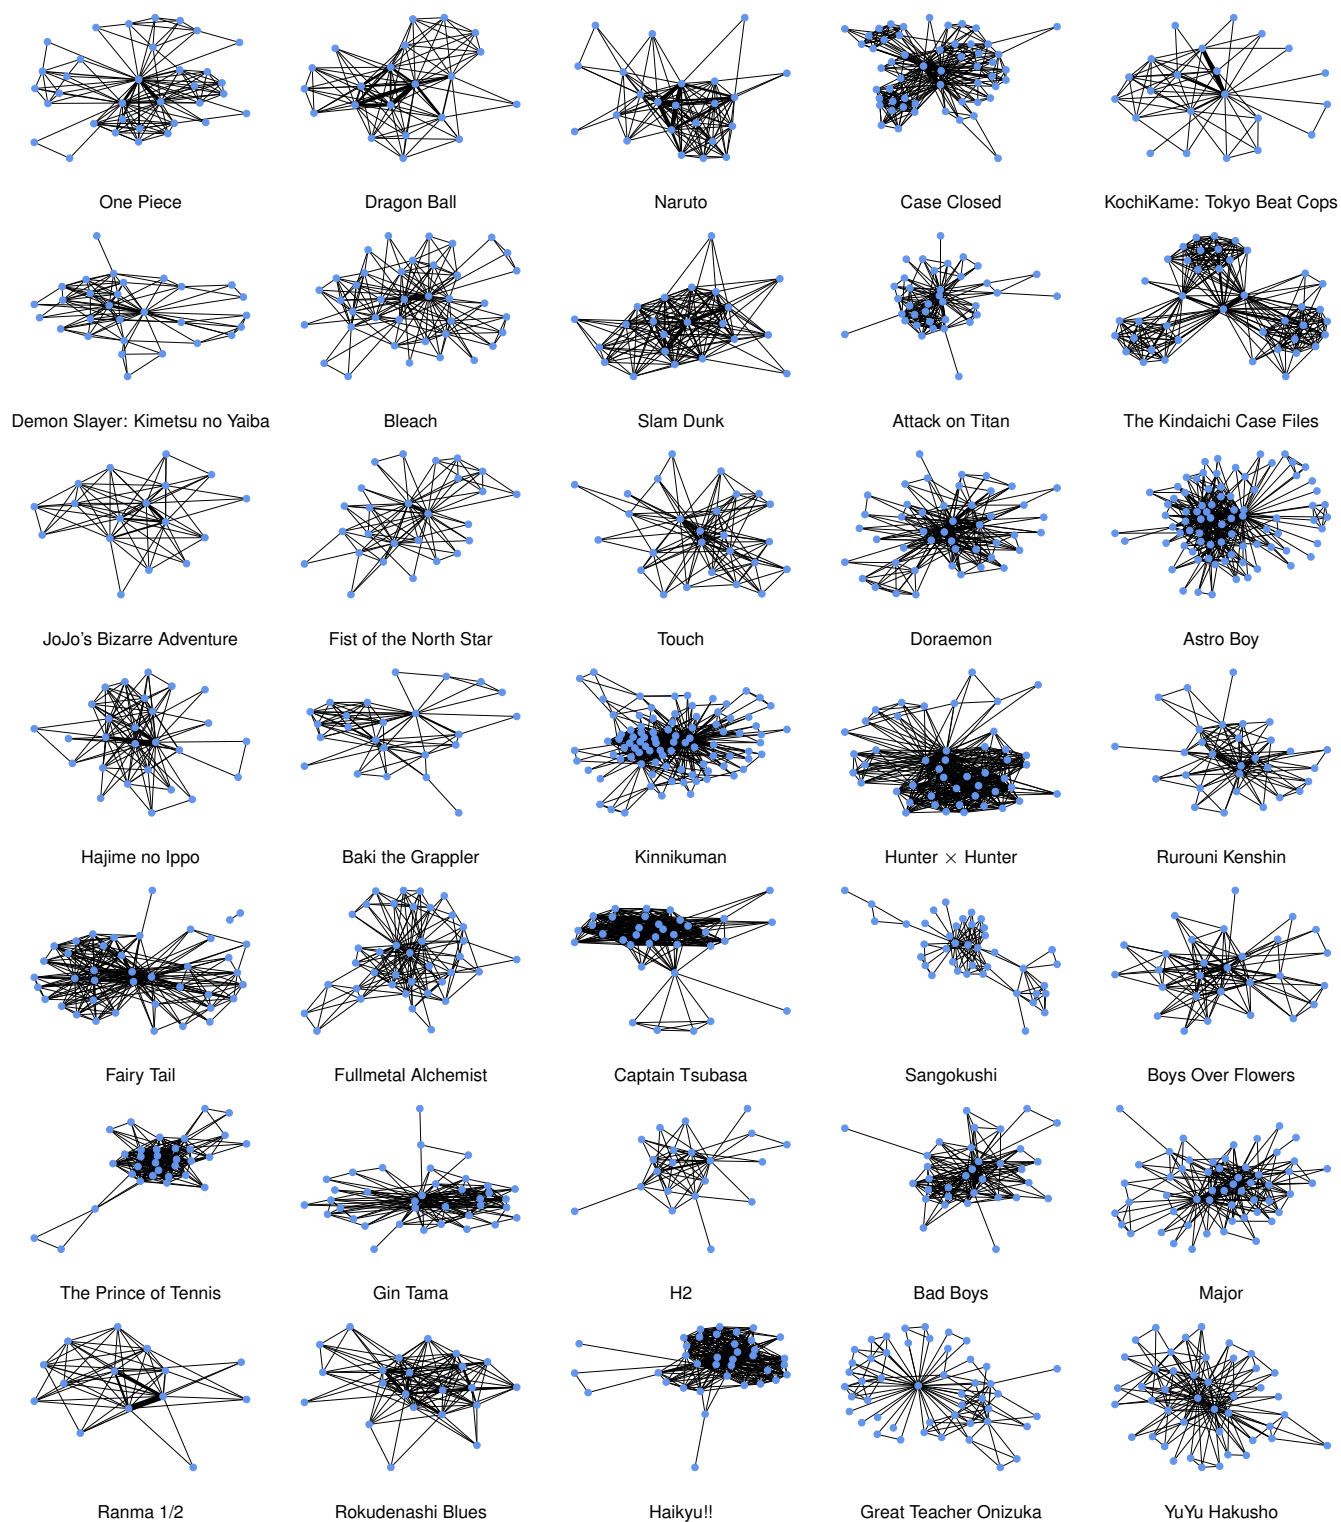 One Piece
Dragon Ball
Naruto
Case Closed
KochiKame: Tokyo Beat Cops
Demon Slayer: Kimetsu no Yaiba
Bleach
Slam Dunk
Attack on Titan
The Kindaichi Case Files
JoJo's Bizarre Adventure
Fist of the North Star
Touch
Doraemon
Astro Boy
Hajime no Ippo
Baki the Grappler
Kinnikuman
Hunter × Hunter
Rurouni Kenshin
Fairy Tail
Fullmetal Alchemist
Captain Tsubasa
Sangokushi
Boys Over Flowers
The Prince of Tennis
Gin Tama
H2
Bad Boys
Major
Ranma 1/2
Rokudenashi Blues
Haikyu!!
Great Teacher Onizuka
YuYu Hakusho